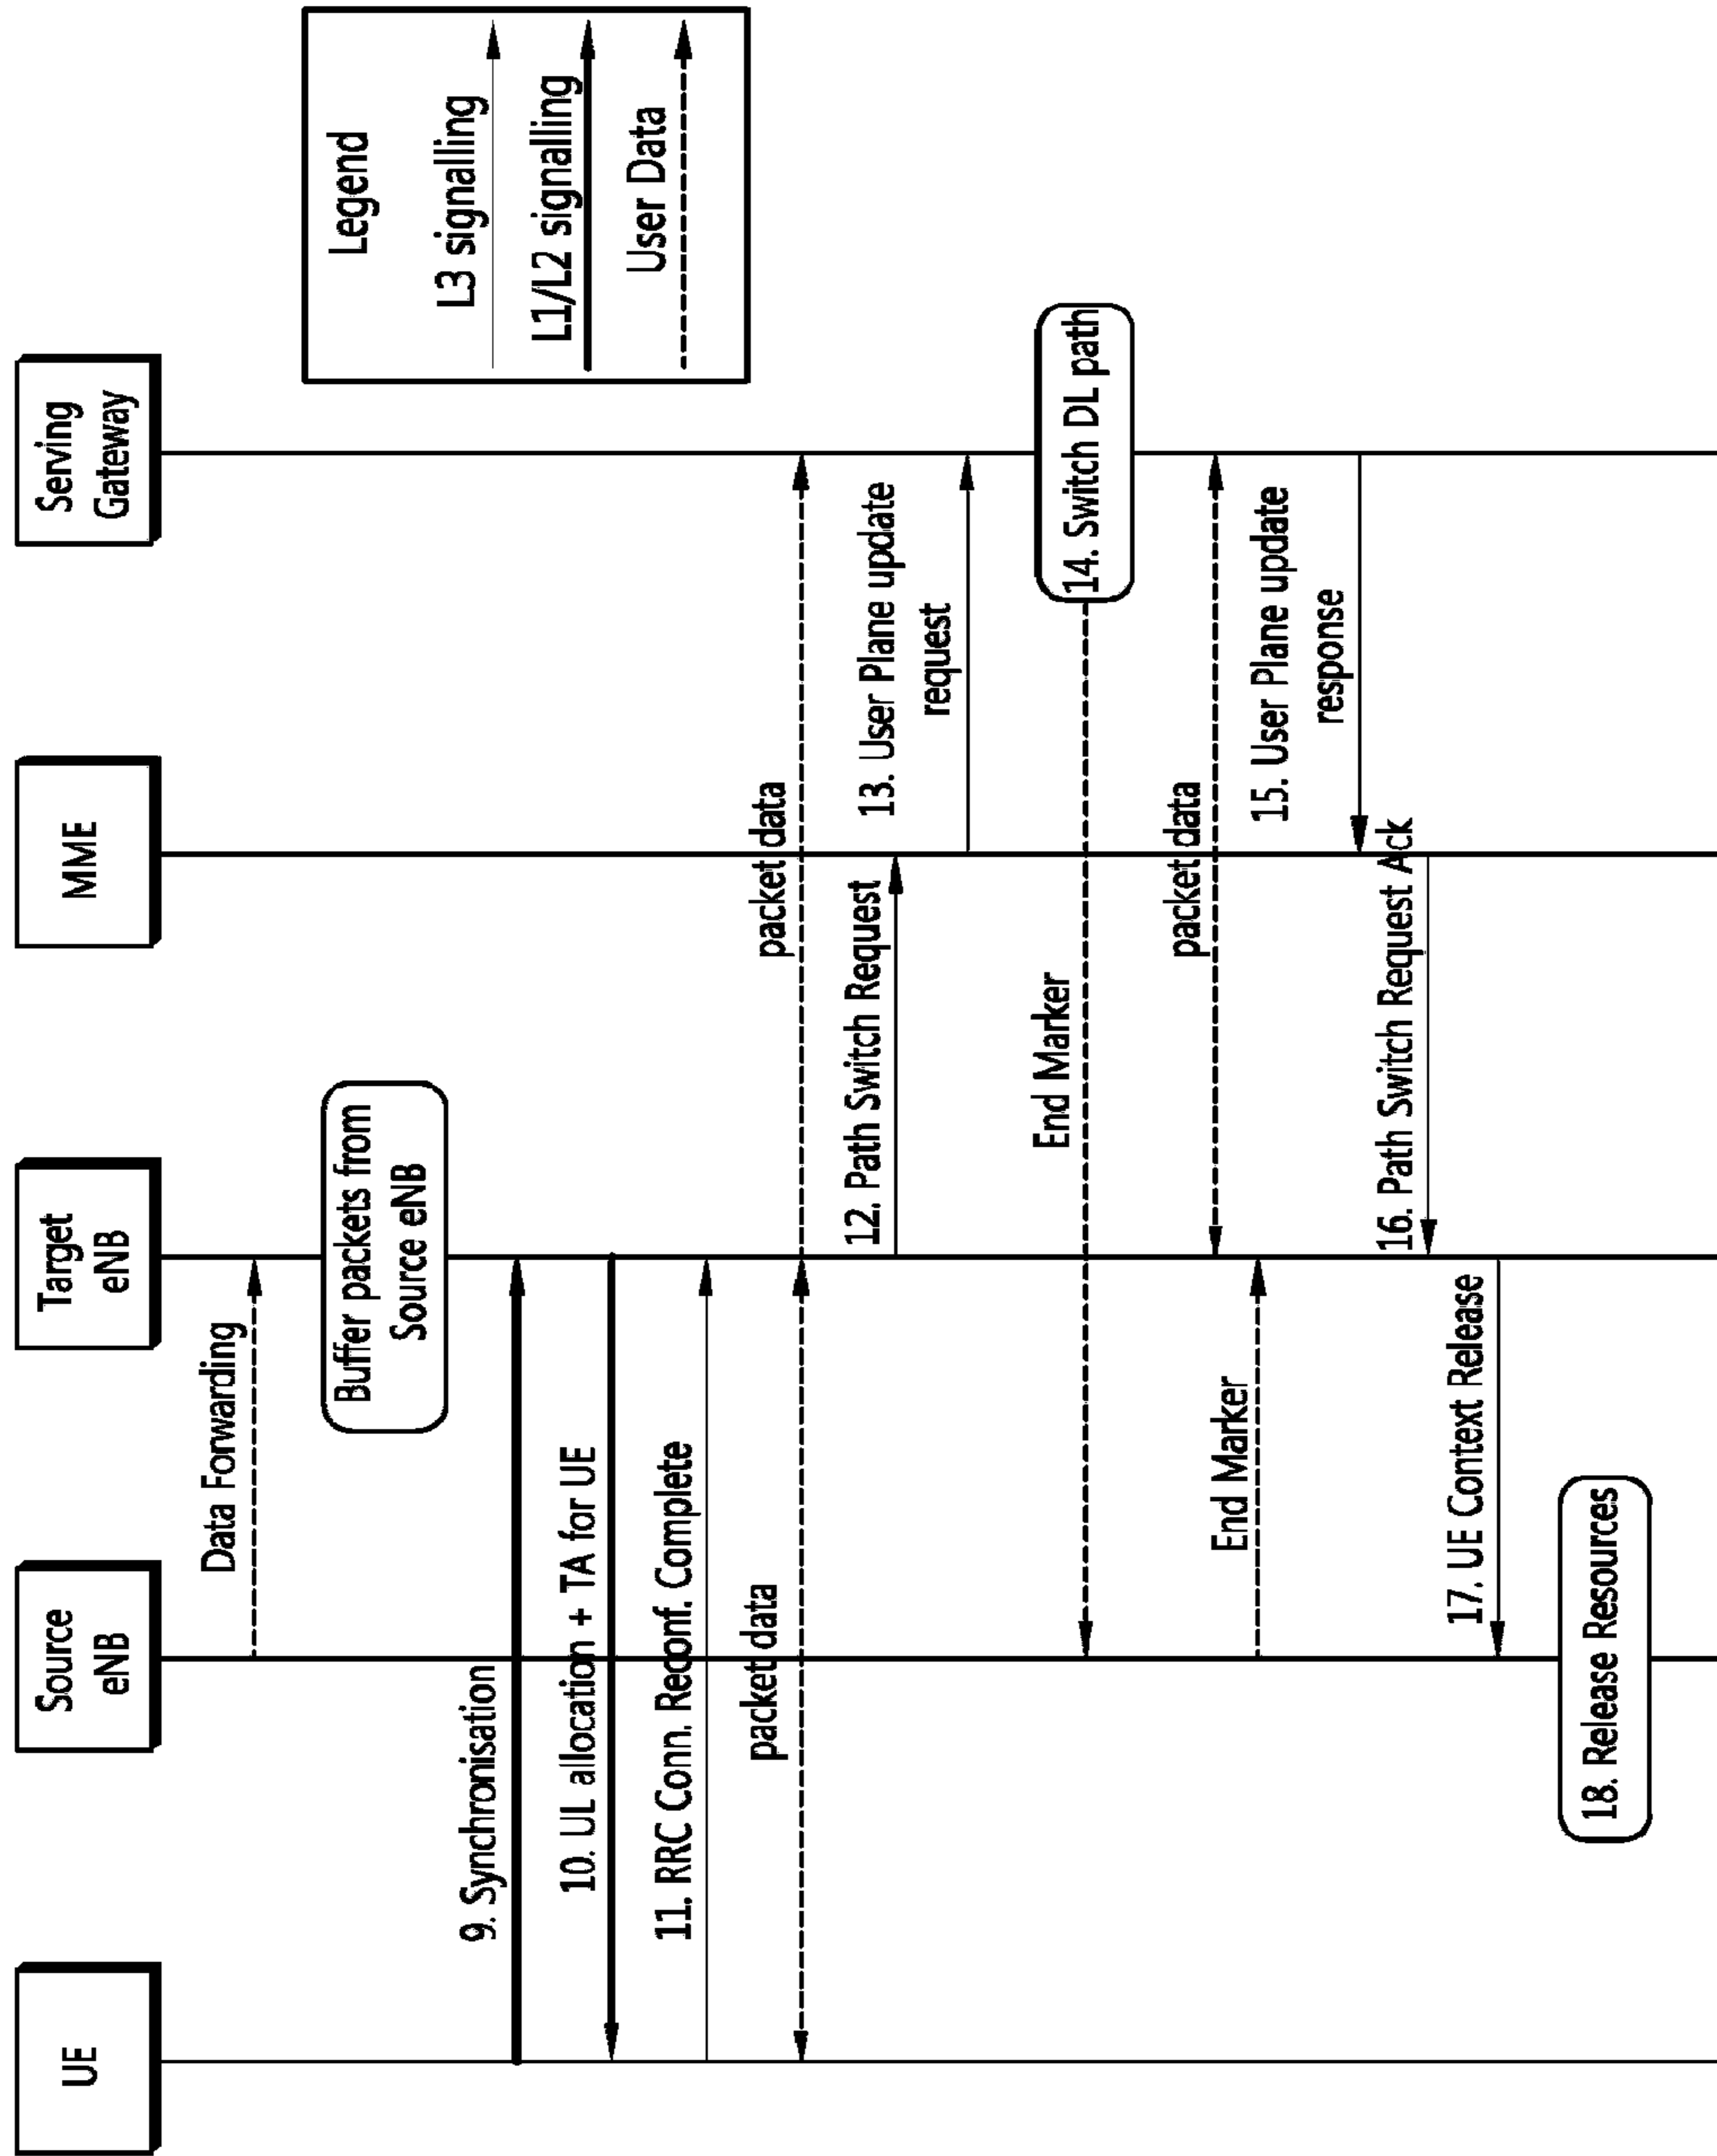 UE
Source
eNB
Target
eNB
MME
Serving
Gateway
Legend
L3 signalling
L1/L2 signalling
User Data
Data Forwarding
Buffer packets from
Source eNB
9. Synchronisation
10. UL allocation + TA for UE
11. RRC Conn. Reconf. Complete
packet data
packet data
12. Path Switch Request
13. User Plane update
request
End Marker
14. Switch DL path
packet data
End Marker
15. User Plane update
response
16. Path Switch Request Ack
17. UE Context Release
18. Release Resources